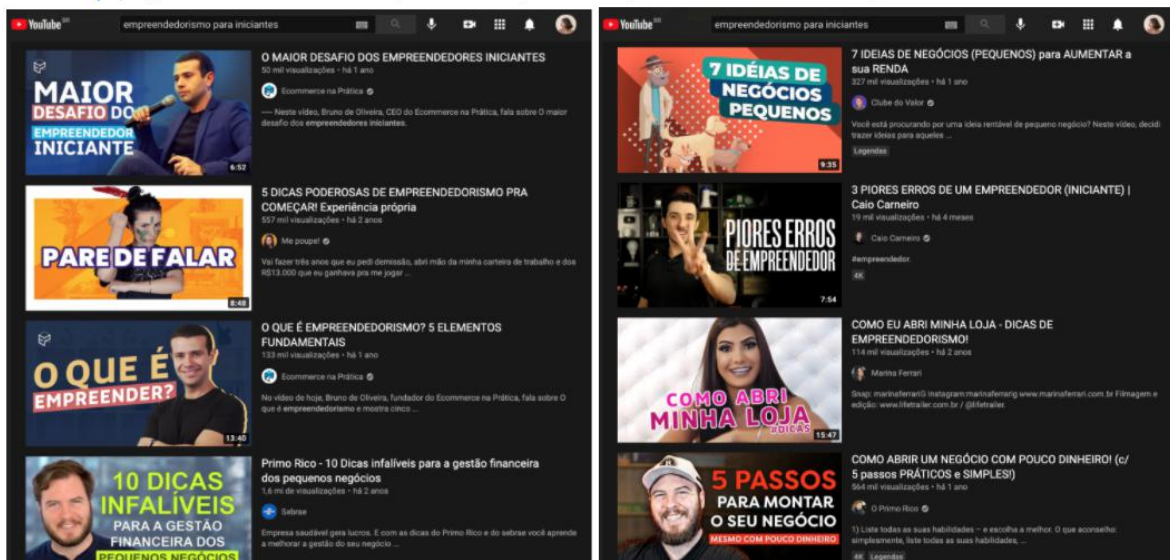 YouTube BR
empreendedorismo para iniciantes
MAIOR
DESAFIO DO
EMPREENDEDOR
INICIANTE
6:52
O MAIOR DESAFIO DOS EMPREENDEDORES INICIANTES
50 mil visualizações • há 1 ano
Ecommerce na Prática
---- Neste vídeo, Bruno de Oliveira, CEO do Ecommerce na Prática, fala sobre O maior
desafio dos empreendedores iniciantes.
PARE DE FALAR
8:48
5 DICAS PODEROSAS DE EMPREENDEDORISMO PRA
COMEÇAR! Experiência própria
557 mil visualizações • há 2 anos
Me poupe!
Vai fazer três anos que eu pedi demissão, abri mão da minha carteira de trabalho e dos
R$13.000 que eu ganhava pra me jogar ...
O QUE É
EMPREENDER?
13:40
O QUE É EMPREENDEDORISMO? 5 ELEMENTOS
FUNDAMENTAIS
133 mil visualizações • há 1 ano
Ecommerce na Prática
No vídeo de hoje, Bruno de Oliveira, fundador do Ecommerce na Prática, fala sobre O
que é empreendedorismo e mostra cinco ...
10 DICAS
INFALÍVEIS
PARA A GESTÃO
FINANCEIRA DOS
PEQUENOS NEGÓCIOS
Primo Rico - 10 Dicas infalíveis para a gestão financeira
dos pequenos negócios
1,6 mi de visualizações • há 2 anos
Sebrae
Empresa saudável gera lucros. E com as dicas do Primo Rico e do sebrae você aprende
a melhorar a gestão do seu negócio ...
YouTube BR
empreendedorismo para iniciantes
7 IDÉIAS DE
NEGÓCIOS
PEQUENOS
9:35
7 IDEIAS DE NEGÓCIOS (PEQUENOS) para AUMENTAR a
sua RENDA
327 mil visualizações • há 1 ano
Clube do Valor
Você está procurando por uma ideia rentável de pequeno negócio? Neste vídeo, decidi
trazer ideias para aqueles ...
Legendas
PIORES ERROS
DE EMPREENDEDOR
7:54
3 PIORES ERROS DE UM EMPREENDEDOR (INICIANTE) |
Caio Carneiro
19 mil visualizações • há 4 meses
Caio Carneiro
#empreendedor.
4K
COMO ABRI
MINHA LOJA
#DICAS
15:47
COMO EU ABRI MINHA LOJA - DICAS DE
EMPREENDEDORISMO!
114 mil visualizações • há 2 anos
Marina Ferrari
Snap: marinaferrariG Instagram:marinaferrarig www.marinaferrari.com.br Filmagem e
edição: www.lifetrailer.com.br / @lifetrailer.
5 PASSOS
PARA MONTAR
O SEU NEGÓCIO
MESMO COM POUCO DINHEIRO
COMO ABRIR UM NEGÓCIO COM POUCO DINHEIRO! (c/
5 passos PRÁTICOS e SIMPLES!)
564 mil visualizações • há 1 ano
O Primo Rico
1) Liste todas as suas habilidades – e escolha a melhor. O que aconselho:
simplesmente, liste todas as suas habilidades, ...
4K Legendas